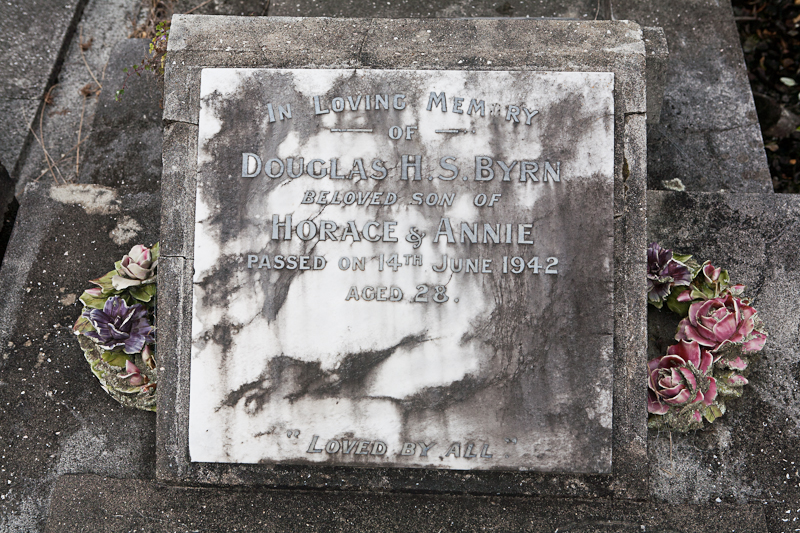 IN LOVING MEMORY
OF
DOUGLAS H. S. BYRN
BELOVED SON OF
HORACE & ANNIE
PASSED ON 14TH JUNE 1942
AGED 28.
"LOVED BY ALL"